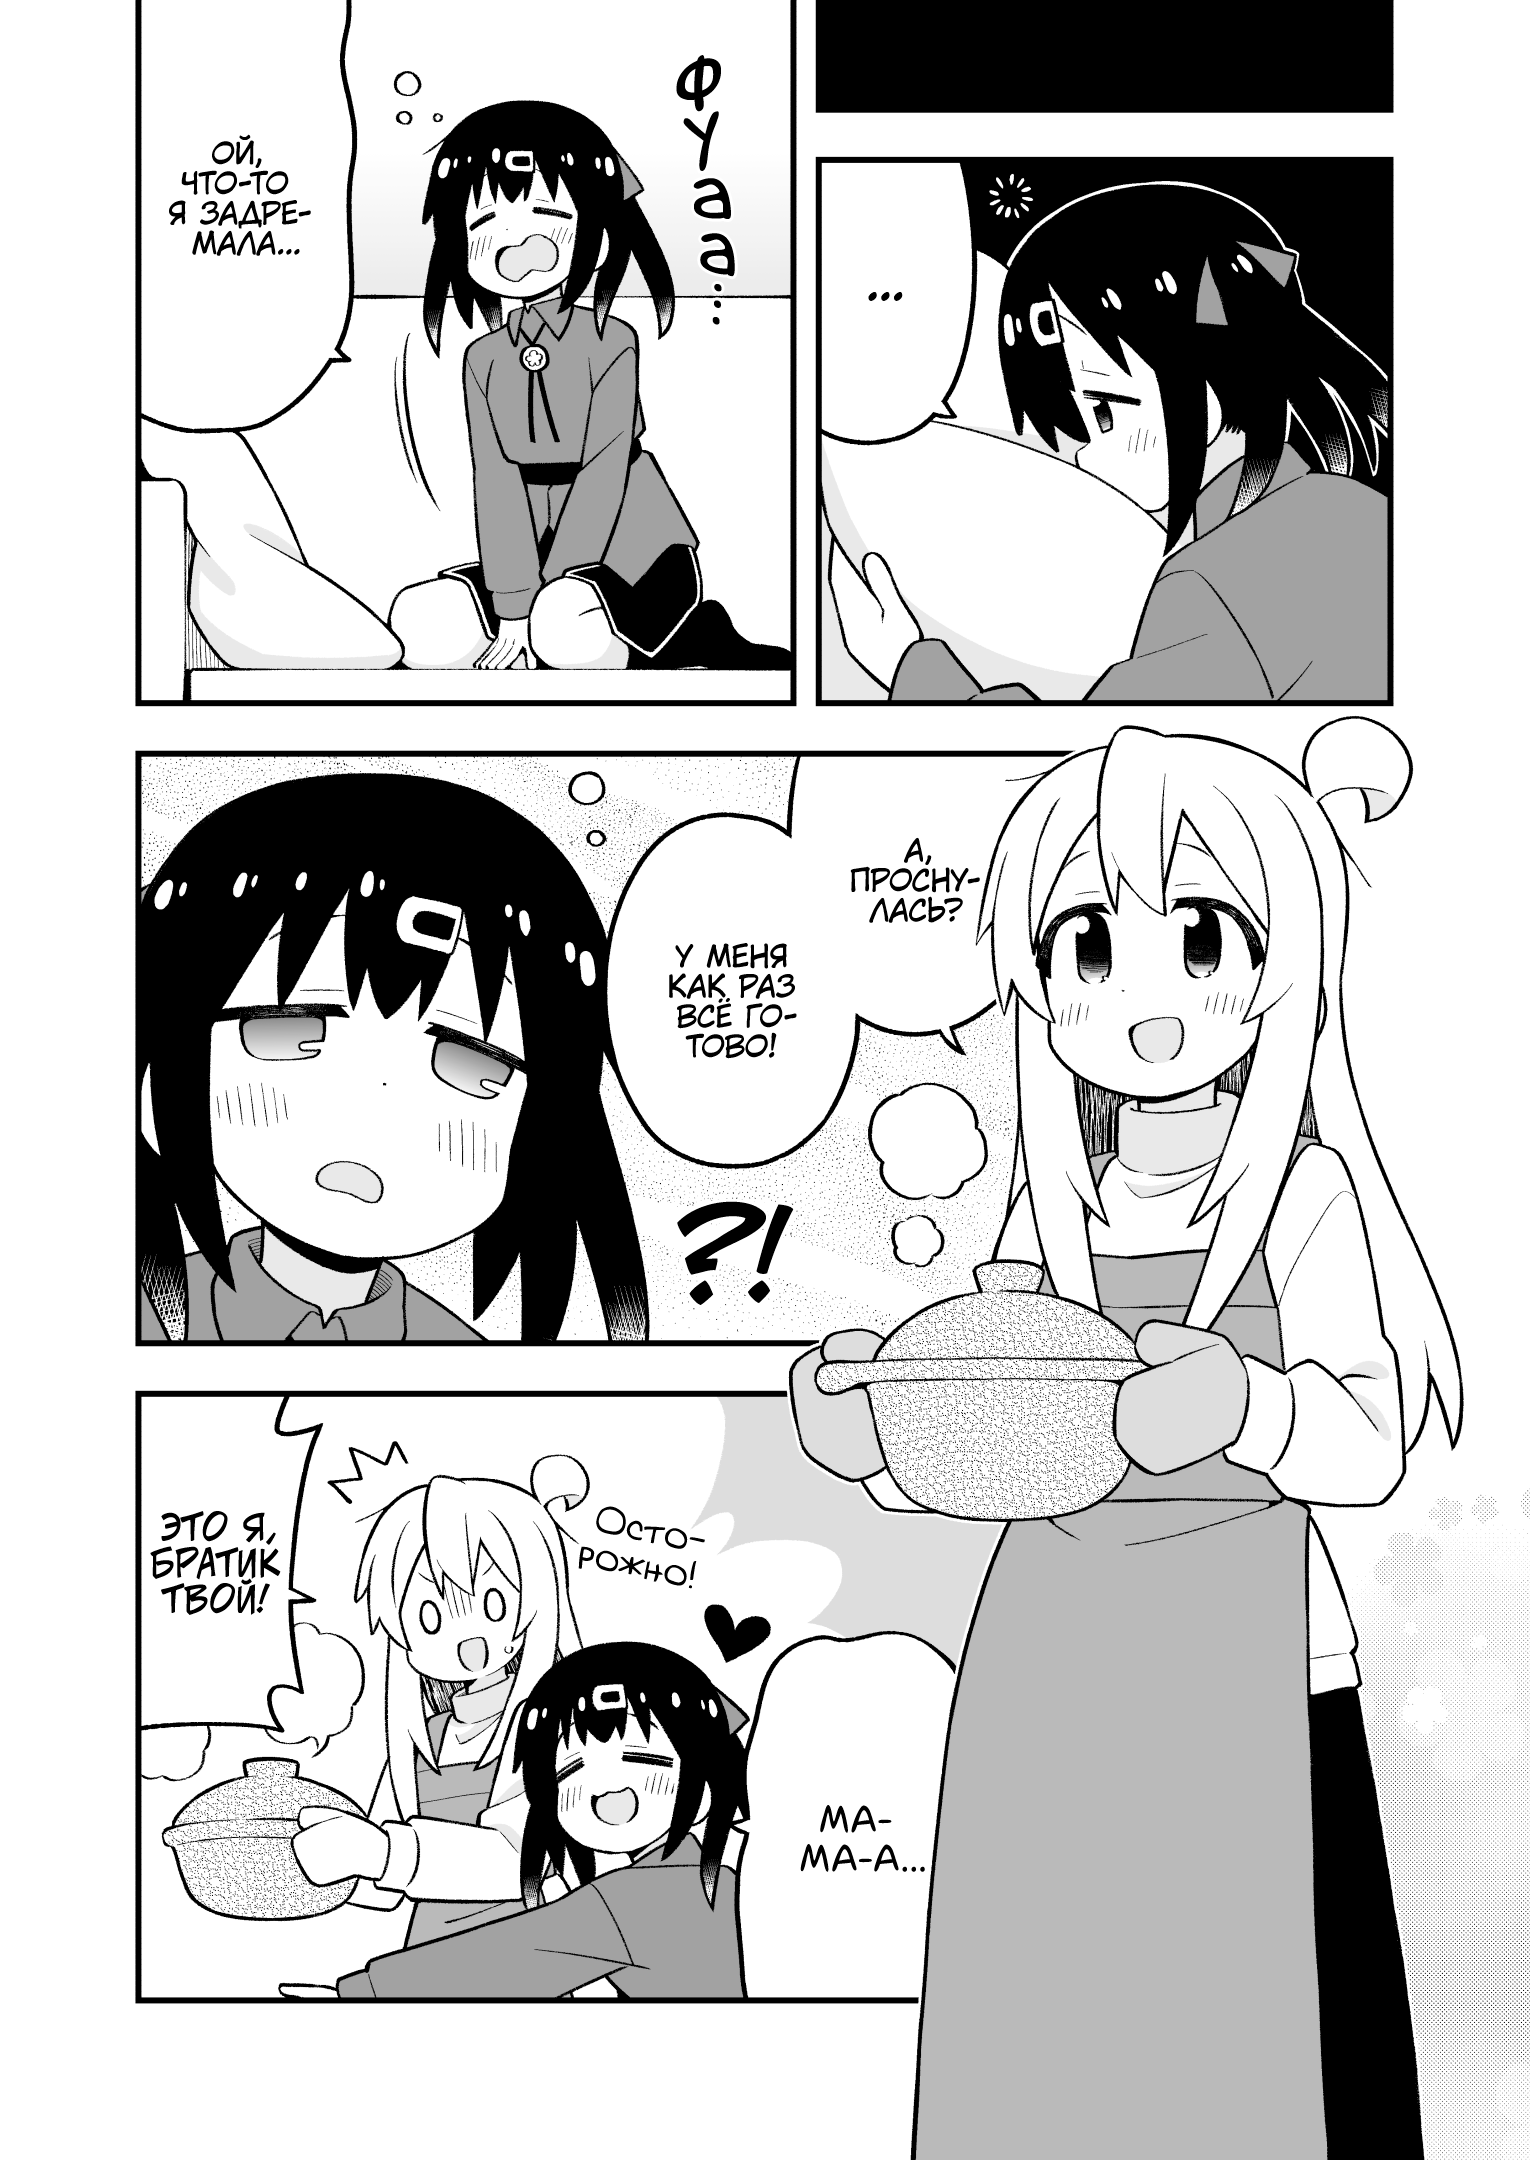 ...
Фуаа...
ОЙ,
ЧТО-ТО
Я ЗАДРЕ-
МАЛА...
А,
ПРОСНУ-
ЛАСЬ?
У МЕНЯ
КАК РАЗ
ВСЁ ГО-
ТОВО!
?!
МА-
МА-А...
Осто-
рожно!
ЭТО Я,
БРАТИК
ТВОЙ!